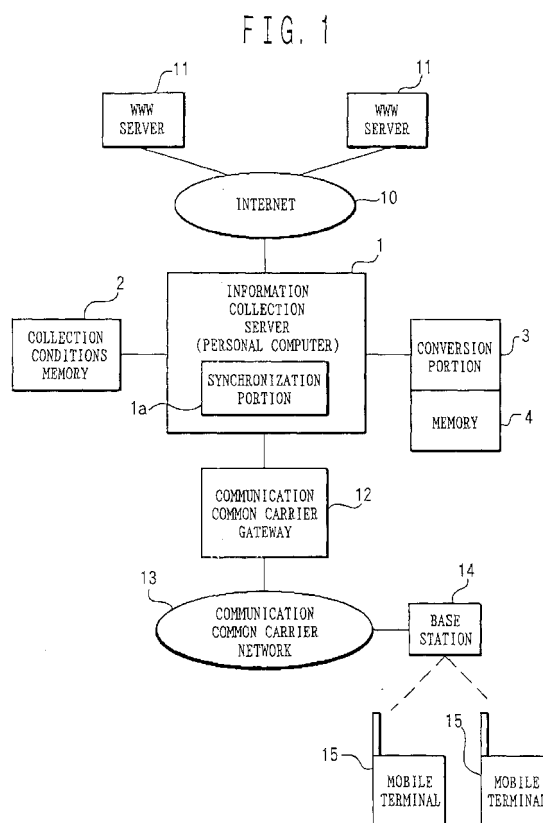 FIG. 1
11
11
WWW
SERVER
WWW
SERVER
INTERNET
10
1
2
INFORMATION
COLLECTION
SERVER
(PERSONAL COMPUTER)
COLLECTION
CONDITIONS
MEMORY
3
CONVERSION
PORTION
SYNCHRONIZATION
PORTION
1a
4
MEMORY
12
COMMUNICATION
COMMON CARRIER
GATEWAY
13
14
COMMUNICATION
COMMON CARRIER
NETWORK
BASE
STATION
15
15
MOBILE
TERMINAL
MOBILE
TERMINAL